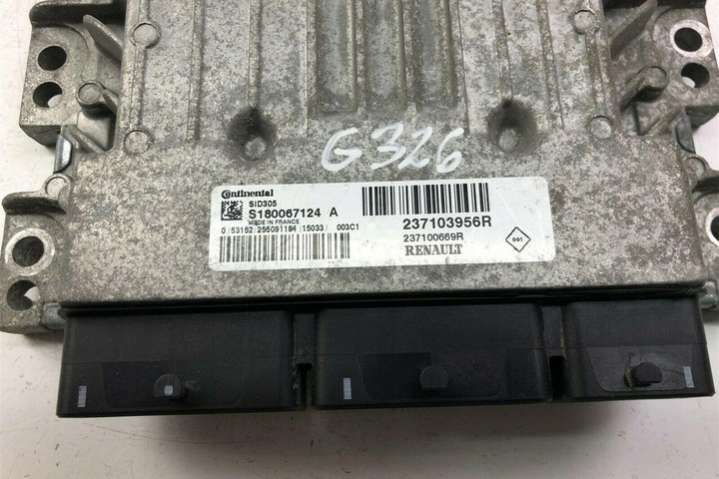 G326
Continental
SID305
S180067124 A
MADE IN FRANCE
0/53152 256091194 /15033/ 003C1
237103956R
237100669R
RENAULT